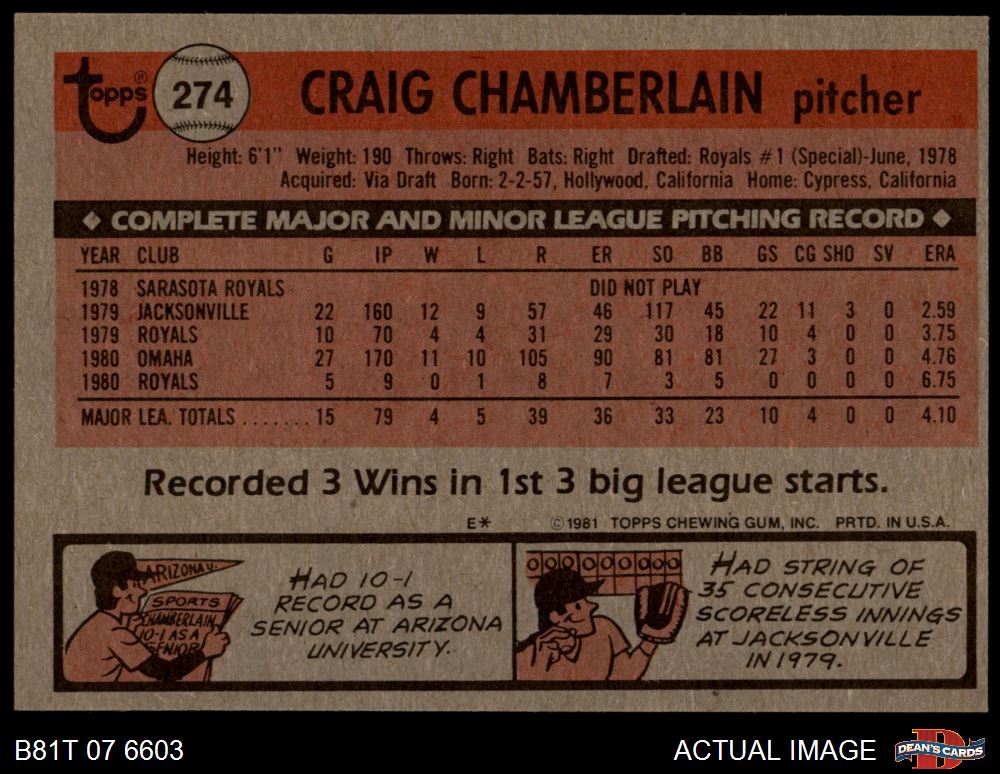 topps ® 274 CRAIG CHAMBERLAIN pitcher
Height: 6'1" Weight: 190 Throws: Right Bats: Right Drafted: Royals #1 (Special)-June, 1978
Acquired: Via Draft Born: 2-2-57, Hollywood, California Home: Cypress, California
◆ COMPLETE MAJOR AND MINOR LEAGUE PITCHING RECORD ◆
YEAR CLUB G IP W L R ER SO BB GS CG SHO SV ERA
1978 SARASOTA ROYALS DID NOT PLAY
1979 JACKSONVILLE 22 160 12 9 57 46 117 45 22 11 3 0 2.59
1979 ROYALS 10 70 4 4 31 29 30 18 10 4 0 0 3.75
1980 OMAHA 27 170 11 10 105 90 81 81 27 3 0 0 4.76
1980 ROYALS 5 9 0 1 8 7 3 5 0 0 0 0 6.75
MAJOR LEA. TOTALS ....... 15 79 4 5 39 36 33 23 10 4 0 0 4.10
Recorded 3 Wins in 1st 3 big league starts.
E* ©1981 TOPPS CHEWING GUM, INC. PRTD. IN U.S.A.
ARIZONA U.
SPORTS
CHAMBERLAIN
10-1 AS A
SENIOR
HAD 10-1
RECORD AS A
SENIOR AT ARIZONA
UNIVERSITY.
000000000
HAD STRING OF
35 CONSECUTIVE
SCORELESS INNINGS
AT JACKSONVILLE
IN 1979.
B81T 07 6603 ACTUAL IMAGE D DEAN'S CARDS